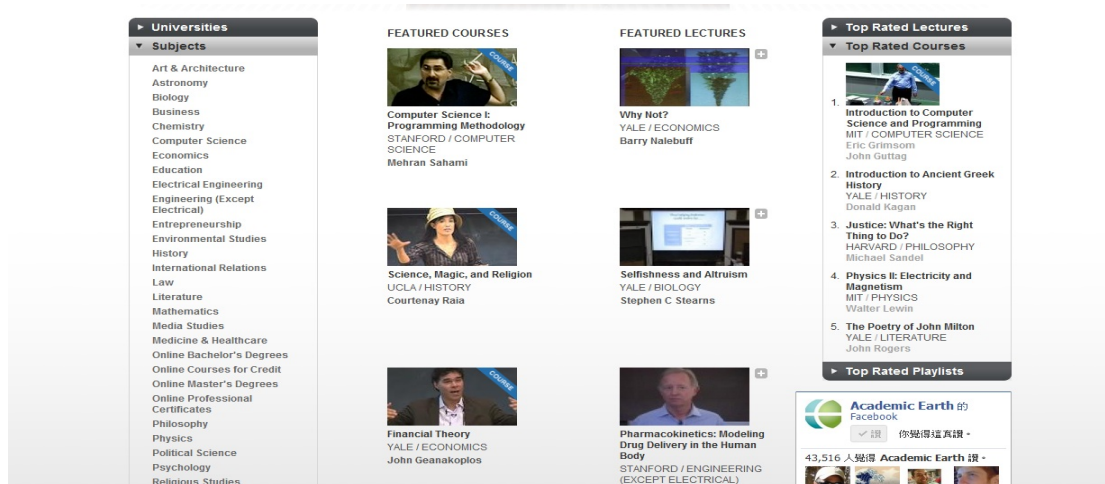 Universities
Subjects
Art & Architecture
Astronomy
Biology
Business
Chemistry
Computer Science
Economics
Education
Electrical Engineering
Engineering (Except
Electrical)
Entrepreneurship
Environmental Studies
History
International Relations
Law
Literature
Mathematics
Media Studies
Medicine & Healthcare
Online Bachelor's Degrees
Online Courses for Credit
Online Master's Degrees
Online Professional
Certificates
Philosophy
Physics
Political Science
Psychology
Religious Studies
FEATURED COURSES
COURSE
Computer Science I:
Programming Methodology
STANFORD / COMPUTER
SCIENCE
Mehran Sahami
COURSE
Science, Magic, and Religion
UCLA / HISTORY
Courtenay Raia
COURSE
Financial Theory
YALE / ECONOMICS
John Geanakoplos
FEATURED LECTURES
Why Not?
YALE / ECONOMICS
Barry Nalebuff
Selfishness and Altruism
YALE / BIOLOGY
Stephen C Stearns
Pharmacokinetics: Modeling
Drug Delivery in the Human
Body
STANFORD / ENGINEERING
(EXCEPT ELECTRICAL)
Top Rated Lectures
Top Rated Courses
COURSE
1. Introduction to Computer
Science and Programming
MIT / COMPUTER SCIENCE
Eric Grimsom
John Guttag
2. Introduction to Ancient Greek
History
YALE / HISTORY
Donald Kagan
3. Justice: What's the Right
Thing to Do?
HARVARD / PHILOSOPHY
Michael Sandel
4. Physics II: Electricity and
Magnetism
MIT / PHYSICS
Walter Lewin
5. The Poetry of John Milton
YALE / LITERATURE
John Rogers
Top Rated Playlists
Academic Earth 的
Facebook
讚 你覺得這真讚。
43,516 人覺得 Academic Earth 讚。